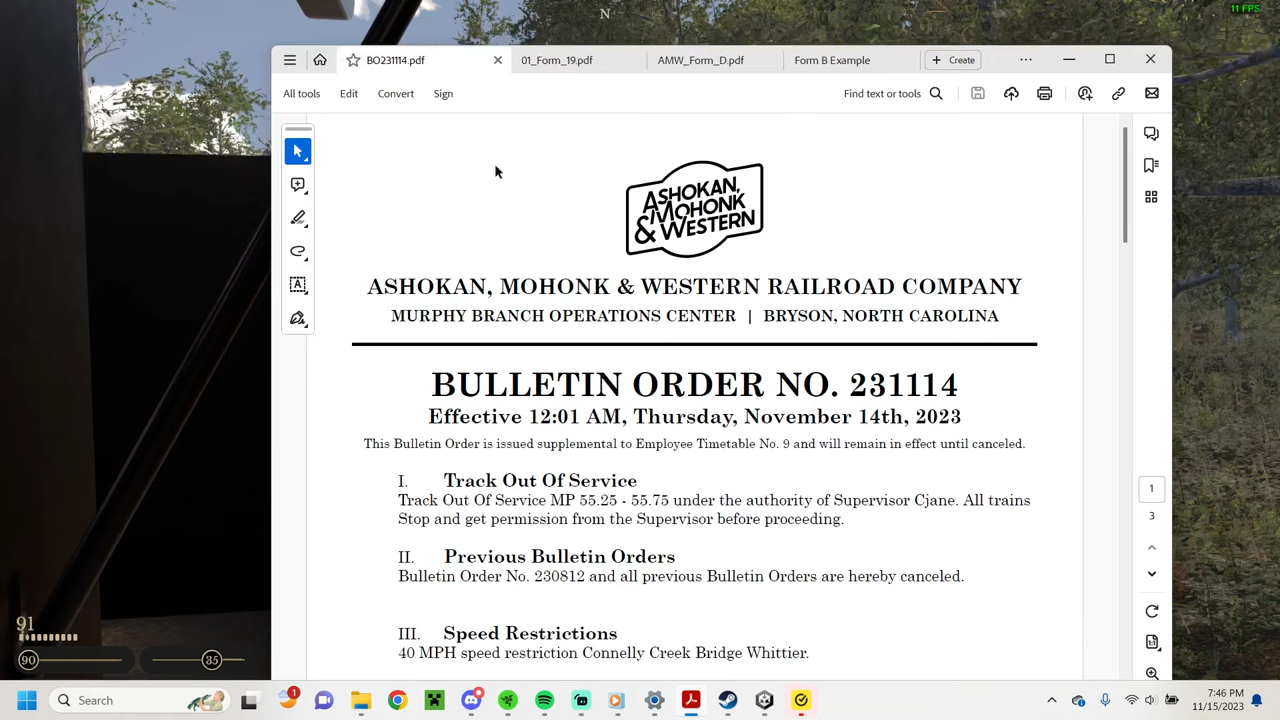 11 FPS
N
BO231114.pdf
01_Form_19.pdf
AMW_Form_D.pdf
Form B Example
+ Create
All tools
Edit
Convert
Sign
Find text or tools
ASHOKAN,
MOHONK
& WESTERN
ASHOKAN, MOHONK & WESTERN RAILROAD COMPANY
MURPHY BRANCH OPERATIONS CENTER | BRYSON, NORTH CAROLINA
BULLETIN ORDER NO. 231114
Effective 12:01 AM, Thursday, November 14th, 2023
This Bulletin Order is issued supplemental to Employee Timetable No. 9 and will remain in effect until canceled.
I. Track Out Of Service
Track Out Of Service MP 55.25 - 55.75 under the authority of Supervisor Cjane. All trains
Stop and get permission from the Supervisor before proceeding.
II. Previous Bulletin Orders
Bulletin Order No. 230812 and all previous Bulletin Orders are hereby canceled.
III. Speed Restrictions
40 MPH speed restriction Connelly Creek Bridge Whittier.
1
3
91
90
35
Search
1
7:46 PM
11/15/2023